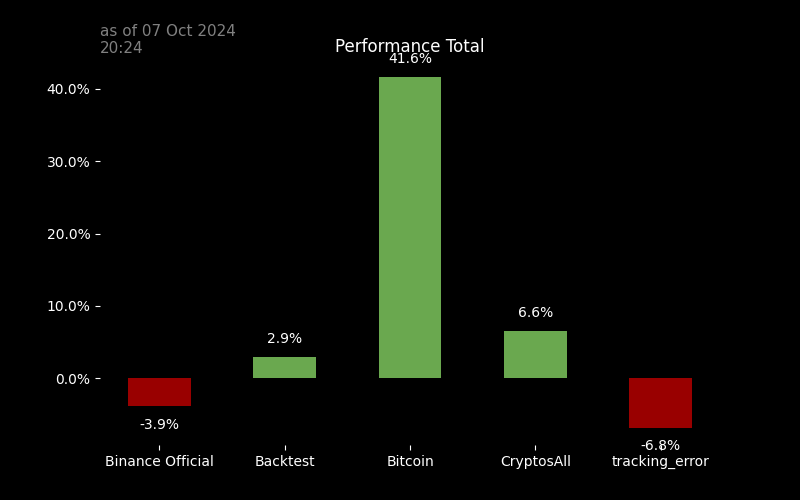 as of 07 Oct 2024
20:24
Performance Total
41.6%
40.0%
30.0%
20.0%
10.0%
0.0%
2.9%
6.6%
-3.9%
-6.8%
Binance Official
Backtest
Bitcoin
CryptosAll
tracking_error